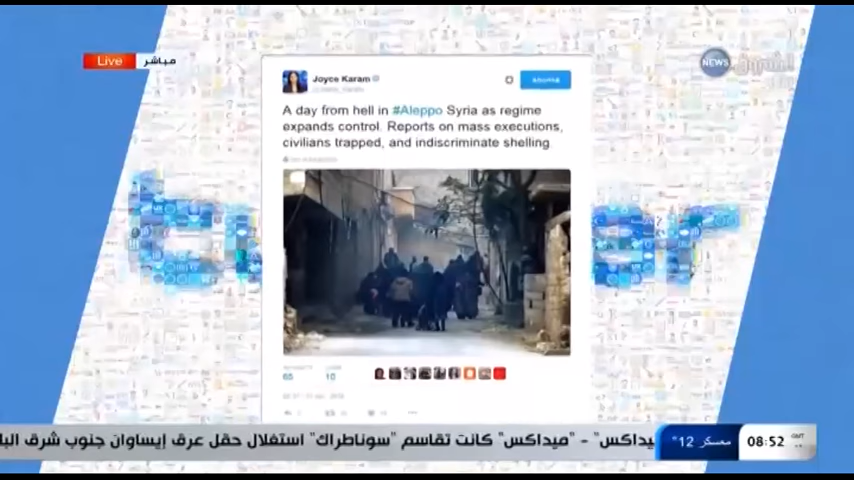 Live مباشر
NEWS الشروق
Joyce Karam
A day from hell in #Aleppo Syria as regime
expands control. Reports on mass executions,
civilians trapped, and indiscriminate shelling
65
10
ميداكس" - "ميداكس" كانت تقاسم "سوناطراك" استغلال حقل عرق إيساوان جنوب شرق البلا
معسكر 12°
08:52 GMT